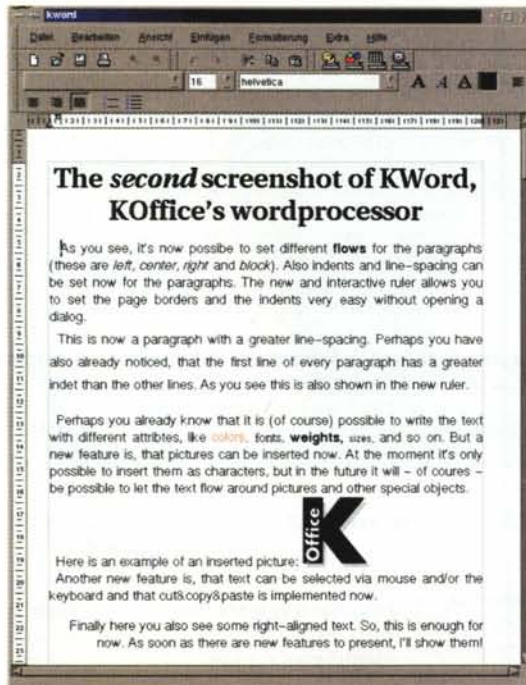 kword
Datei Bearbeiten Ansicht Einfügen Formatierung Extra Hilfe
16 helvetica A A A
The second screenshot of KWord,
KOffice's wordprocessor
As you see, it's now possibe to set different flows for the paragraphs
(these are left, center, right and block). Also indents and line-spacing can
be set now for the paragraphs. The new and interactive ruler allows you
to set the page borders and the indents very easy without opening a
dialog.
This is now a paragraph with a greater line-spacing. Perhaps you have
also already noticed, that the first line of every paragraph has a greater
indet than the other lines. As you see this is also shown in the new ruler.
Perhaps you already know that it is (of course) possible to write the text
with different attribtes, like colors, fonts, weights, sizes, and so on. But a
new feature is, that pictures can be inserted now. At the moment it's only
possible to insert them as characters, but in the future it will - of coures -
be possible to let the text flow around pictures and other special objects.
Office K
Here is an example of an inserted picture:
Another new feature is, that text can be selected via mouse and/or the
keyboard and that cut&copy&paste is implemented now.
Finally here you also see some right-aligned text. So, this is enough for
now. As soon as there are new features to present, I'll show them!